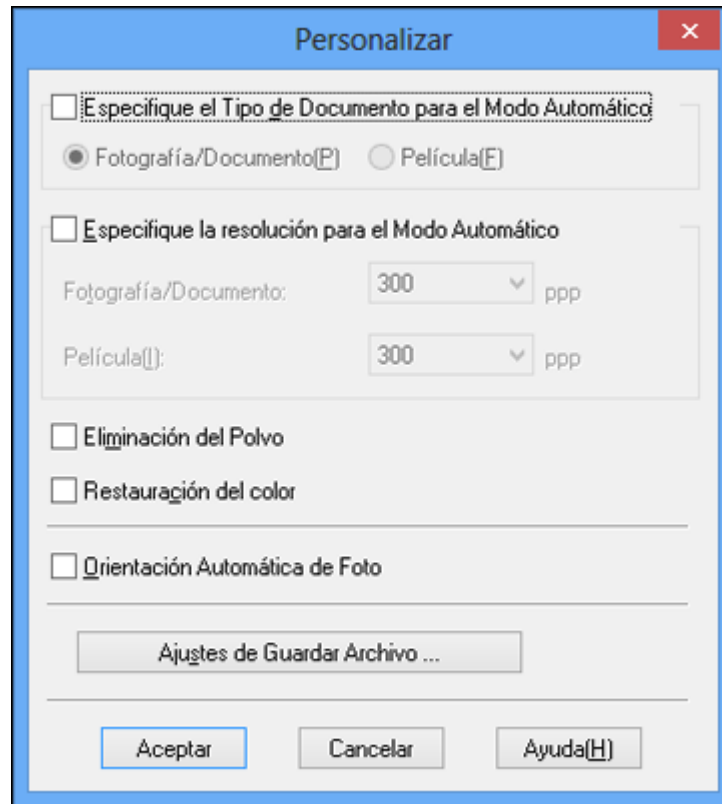 Personalizar
Especifique el Tipo de Documento para el Modo Automático
Fotografía/Documento(P) Película(F)
Especifique la resolución para el Modo Automático
Fotografía/Documento: 300 ppp
Película(I): 300 ppp
Eliminación del Polvo
Restauración del color
Orientación Automática de Foto
Ajustes de Guardar Archivo ...
Aceptar Cancelar Ayuda(H)